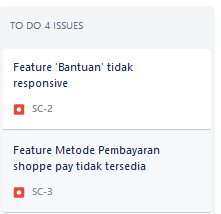 TO DO 4 ISSUES
Feature 'Bantuan' tidak
responsive
SC-2
Feature Metode Pembayaran
shoppe pay tidak tersedia
SC-3